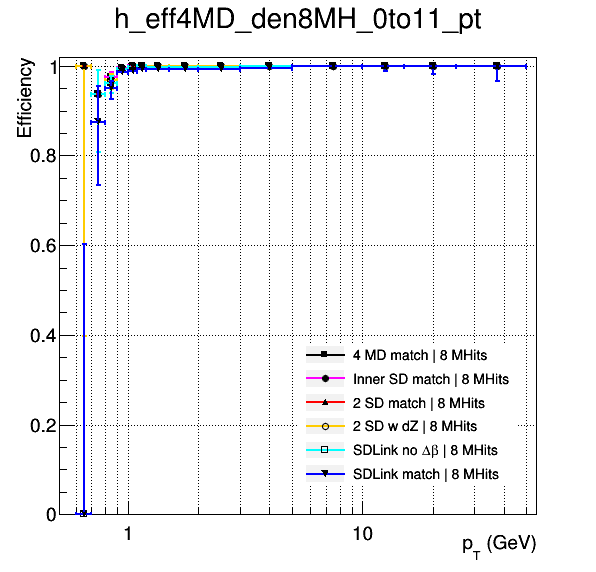 h_eff4MD_den8MH_0to11_pt
Efficiency
1
0.8
0.6
0.4
0.2
0
4 MD match | 8 MHits
Inner SD match | 8 MHits
2 SD match | 8 MHits
2 SD w dZ | 8 MHits
SDLink no Δβ | 8 MHits
SDLink match | 8 MHits
1
10
p_T (GeV)